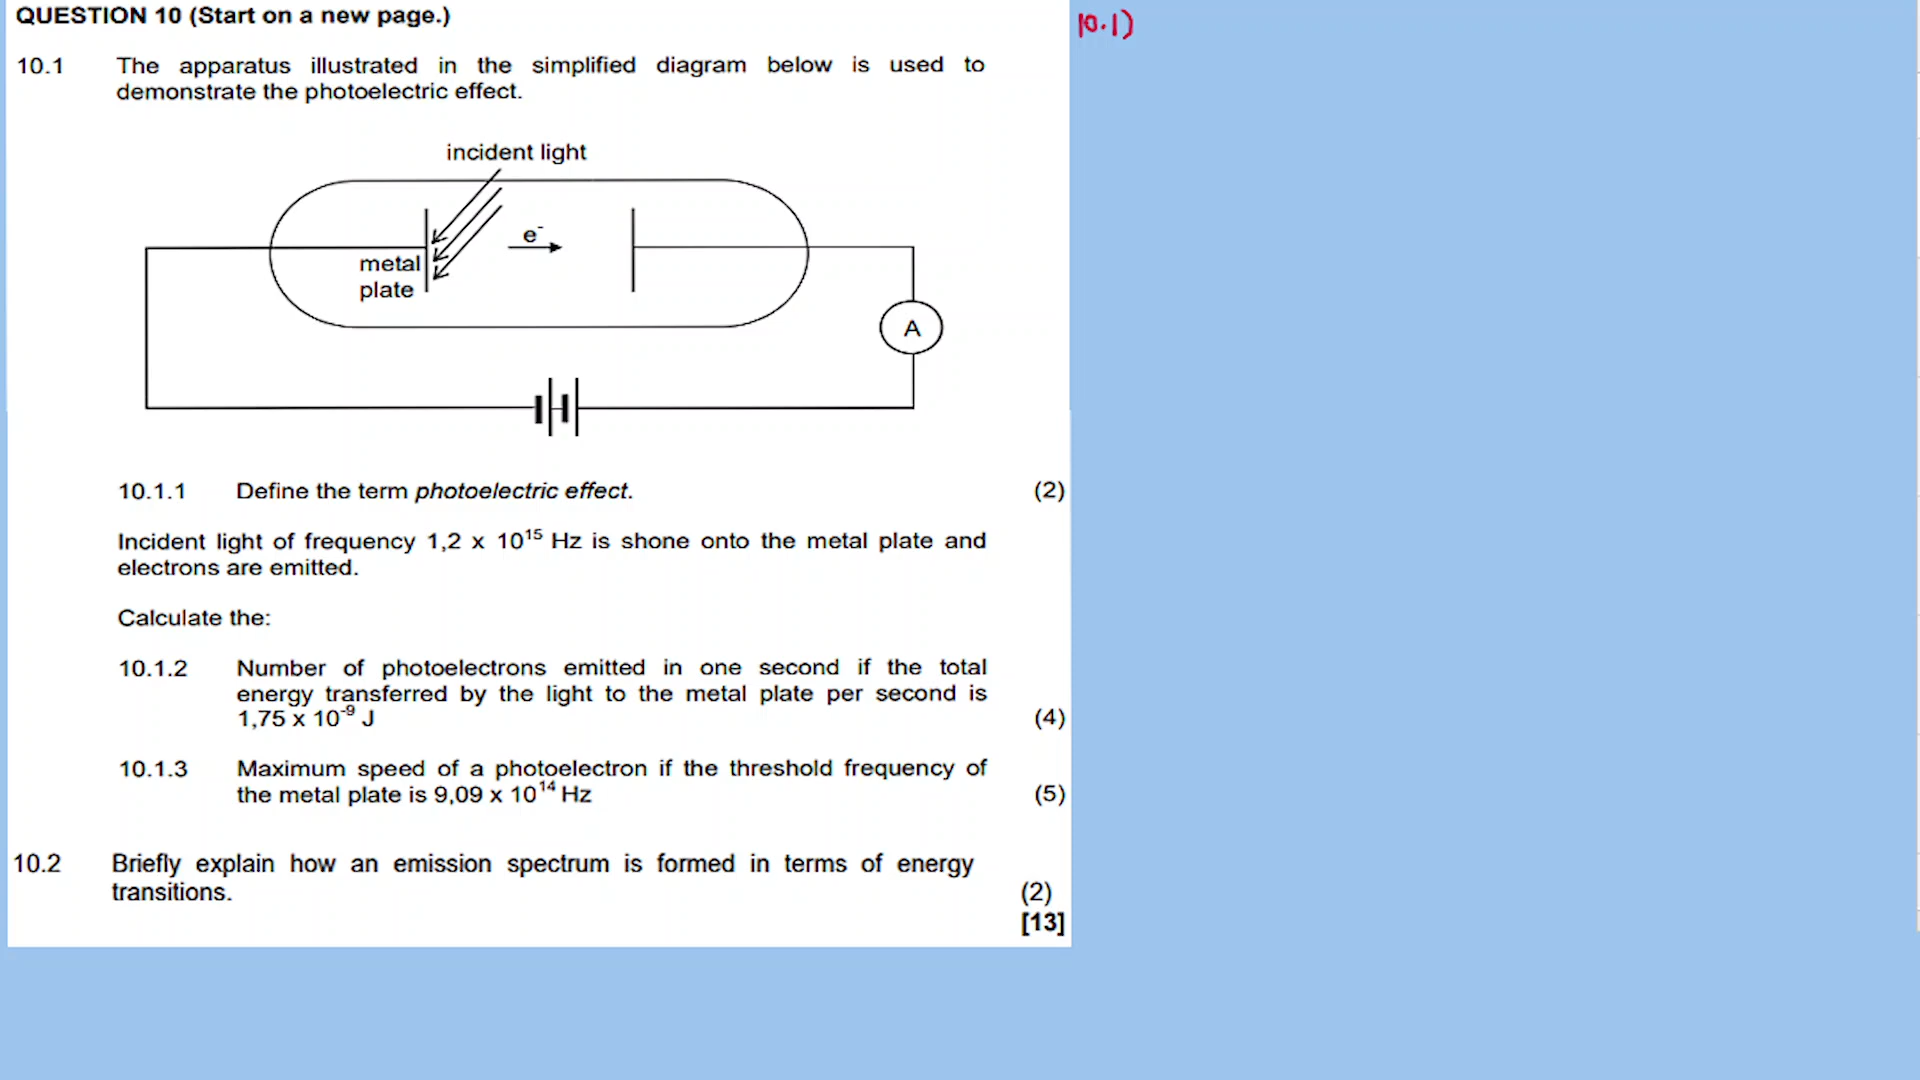 QUESTION 10 (Start on a new page.)
10.1)
10.1 The apparatus illustrated in the simplified diagram below is used to
demonstrate the photoelectric effect.
incident light
e⁻
metal
plate
A
10.1.1 Define the term photoelectric effect. (2)
Incident light of frequency 1,2 x 10¹⁵ Hz is shone onto the metal plate and
electrons are emitted.
Calculate the:
10.1.2 Number of photoelectrons emitted in one second if the total
energy transferred by the light to the metal plate per second is
1,75 x 10⁻⁹ J (4)
10.1.3 Maximum speed of a photoelectron if the threshold frequency of
the metal plate is 9,09 x 10¹⁴ Hz (5)
10.2 Briefly explain how an emission spectrum is formed in terms of energy
transitions. (2)
[13]